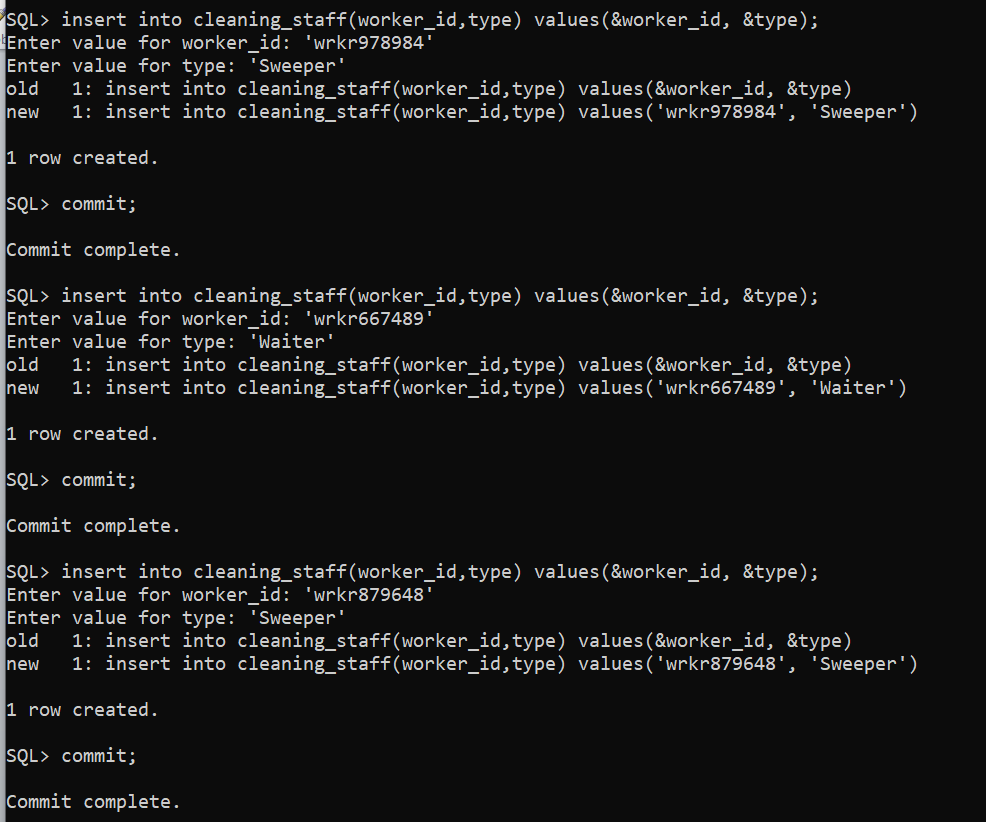 SQL> insert into cleaning_staff(worker_id,type) values(&worker_id, &type);
Enter value for worker_id: 'wrkr978984'
Enter value for type: 'Sweeper'
old   1: insert into cleaning_staff(worker_id,type) values(&worker_id, &type)
new   1: insert into cleaning_staff(worker_id,type) values('wrkr978984', 'Sweeper')
1 row created.
SQL> commit;
Commit complete.
SQL> insert into cleaning_staff(worker_id,type) values(&worker_id, &type);
Enter value for worker_id: 'wrkr667489'
Enter value for type: 'Waiter'
old   1: insert into cleaning_staff(worker_id,type) values(&worker_id, &type)
new   1: insert into cleaning_staff(worker_id,type) values('wrkr667489', 'Waiter')
1 row created.
SQL> commit;
Commit complete.
SQL> insert into cleaning_staff(worker_id,type) values(&worker_id, &type);
Enter value for worker_id: 'wrkr879648'
Enter value for type: 'Sweeper'
old   1: insert into cleaning_staff(worker_id,type) values(&worker_id, &type)
new   1: insert into cleaning_staff(worker_id,type) values('wrkr879648', 'Sweeper')
1 row created.
SQL> commit;
Commit complete.